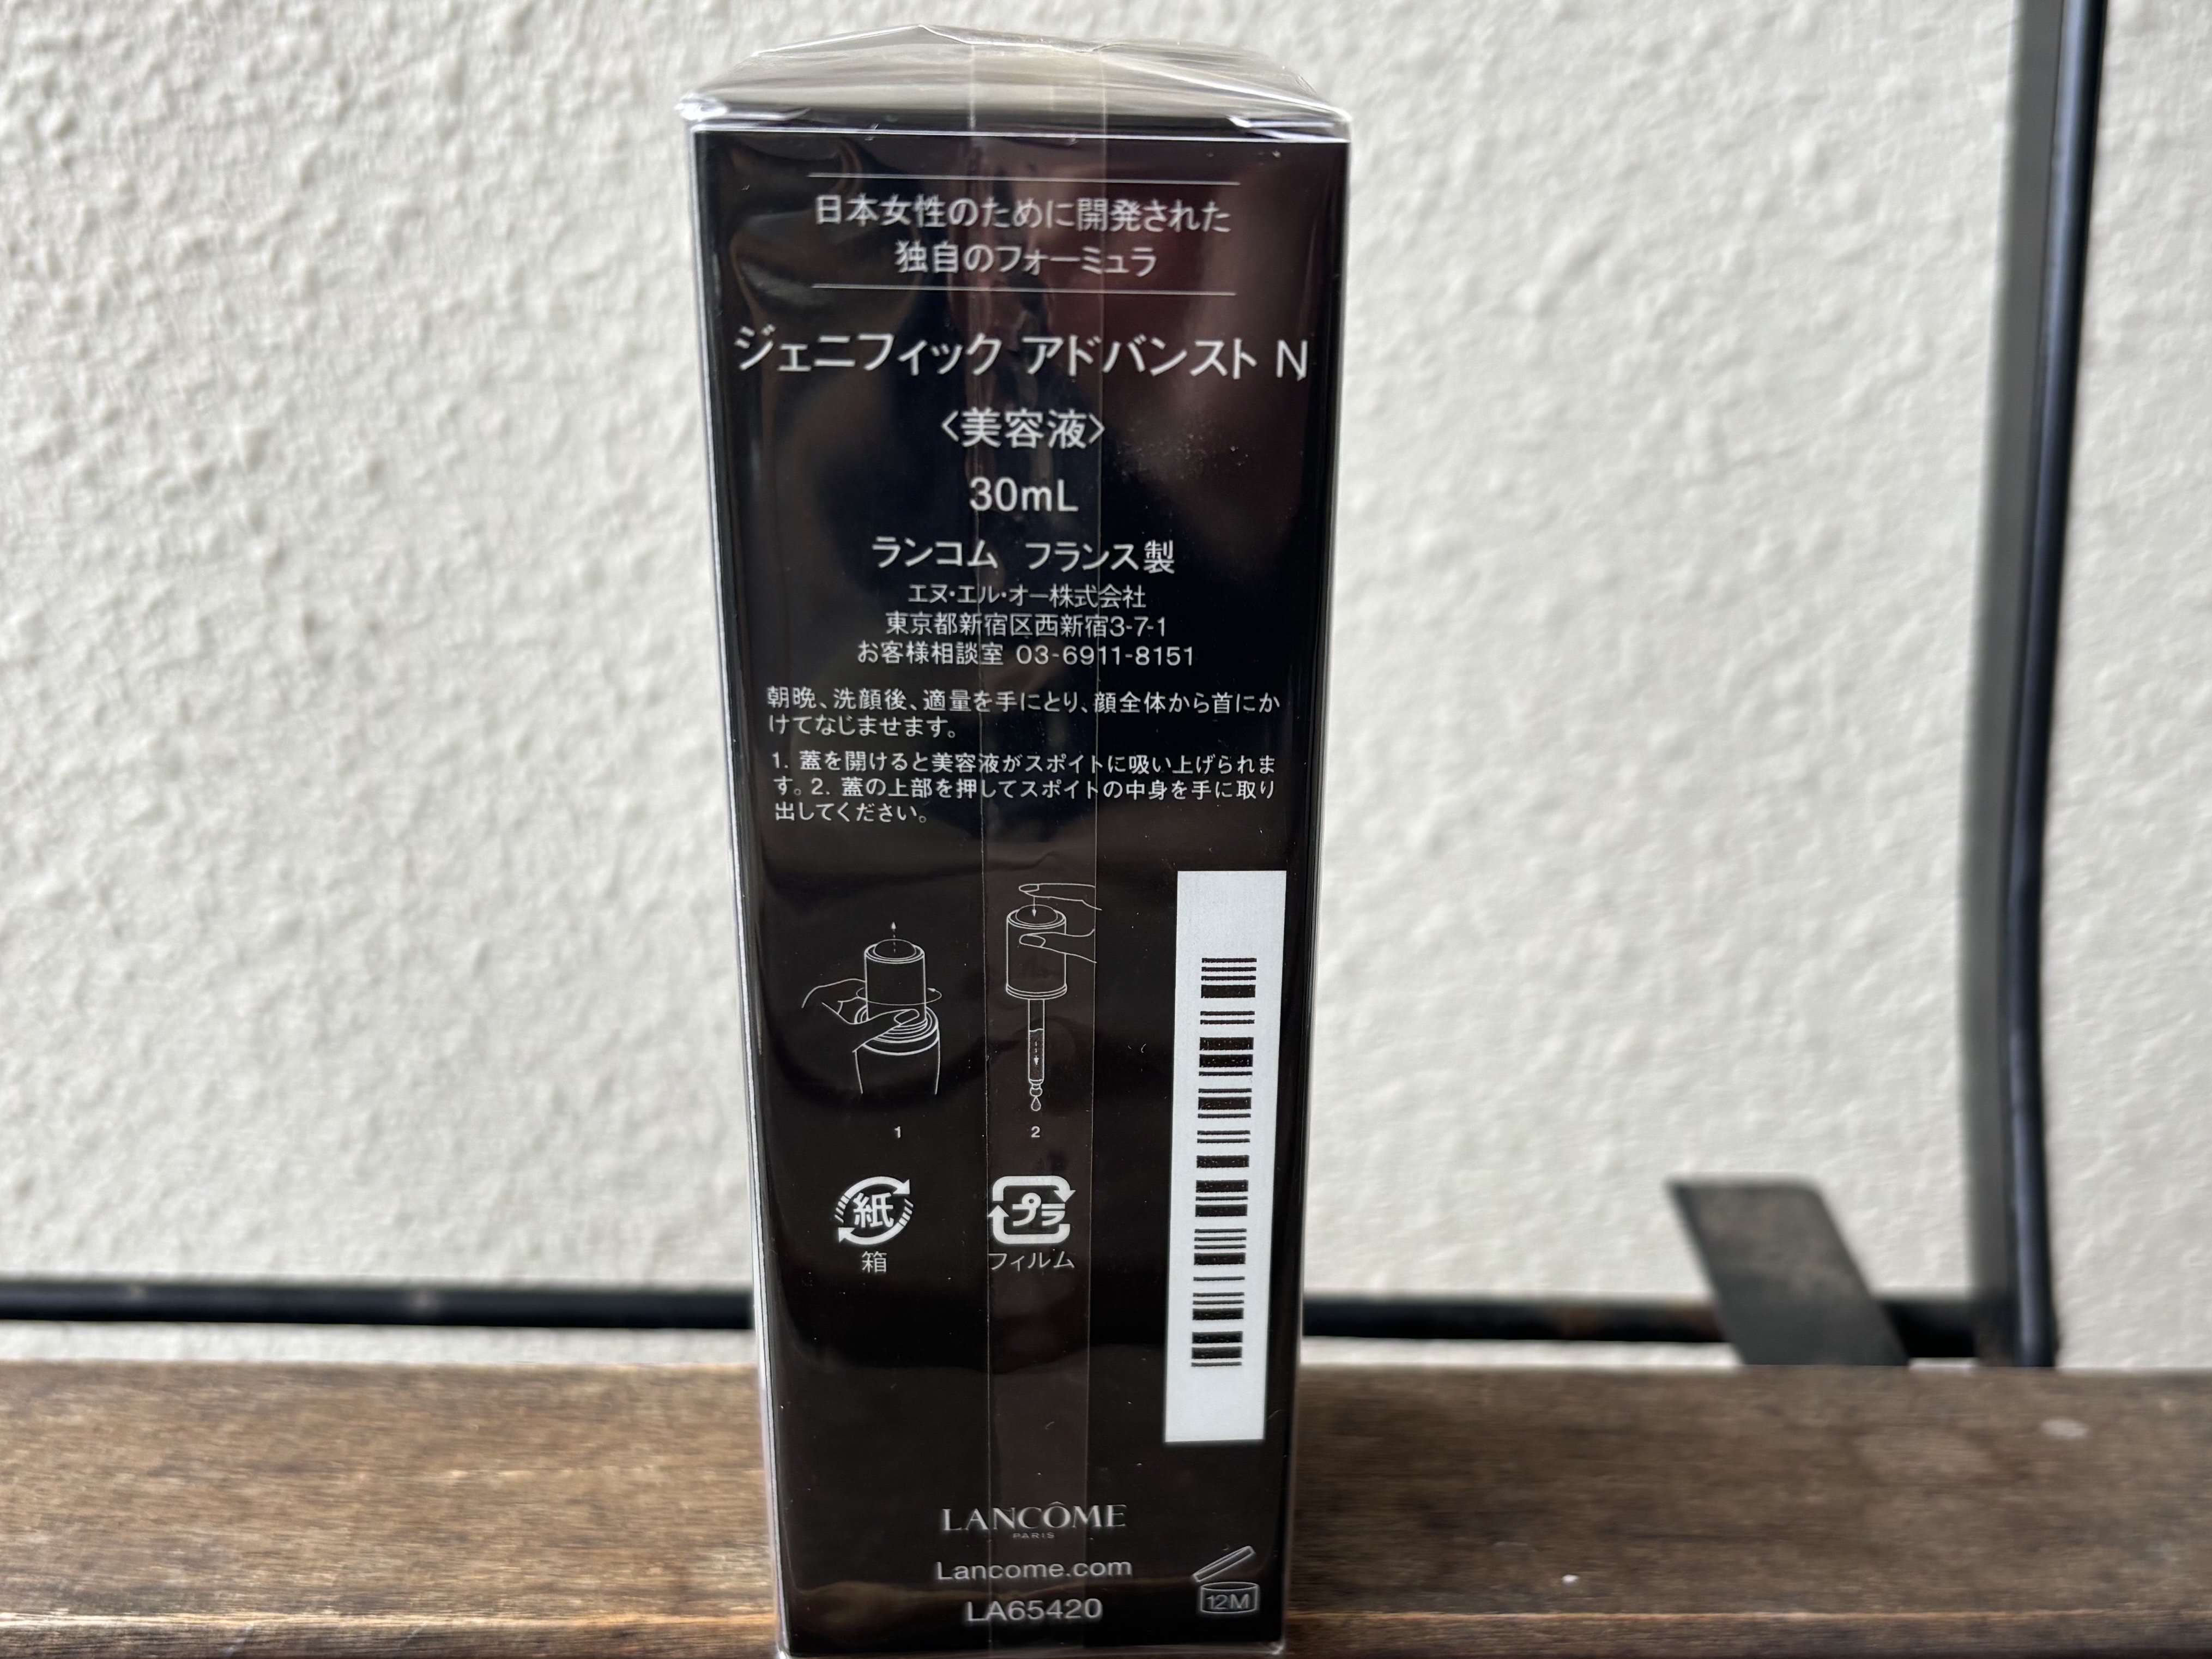 日本女性のために開発された
独自のフォーミュラ
ジェニフィック アドバンスト N
〈美容液〉
30mL
ランコム フランス製
エヌ・エル・オー株式会社
東京都新宿区西新宿3-7-1
お客様相談室 03-6911-8151
朝晩、洗顔後、適量を手にとり、顔全体から首にか
けてなじませます。
1. 蓋を開けると美容液がスポイトに吸い上げられま
す。2. 蓋の上部を押してスポイトの中身を手に取り
出してください。
1
2
紙
プラ
箱
フィルム
LANCÔME
PARIS
Lancome.com
12M
LA65420